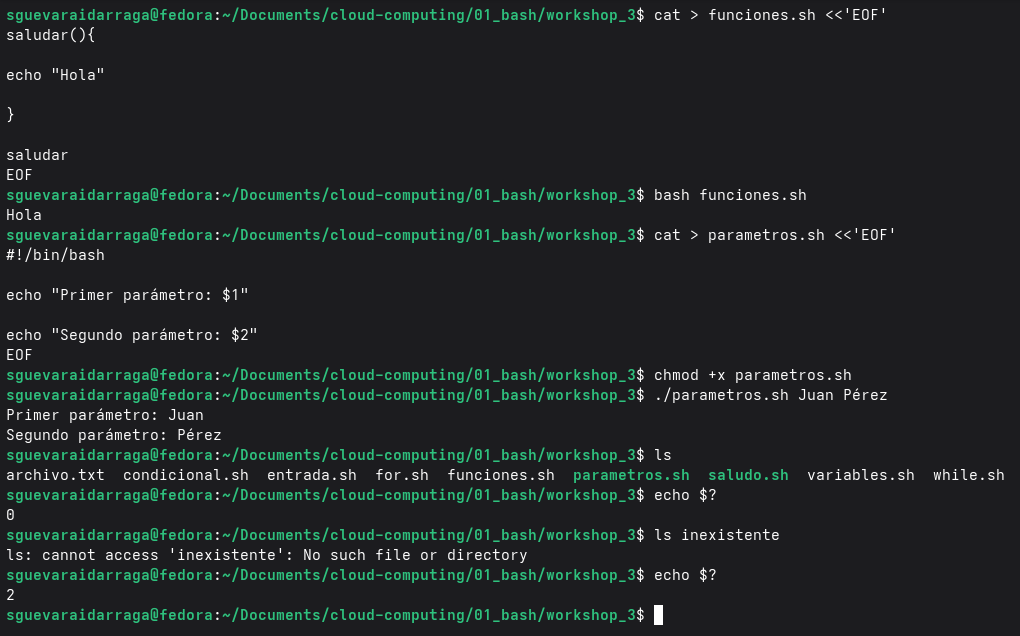 sguevaraidarraga@fedora:~/Documents/cloud-computing/01_bash/workshop_3$ cat > funciones.sh <<'EOF'
saludar(){
echo "Hola"
}
saludar
EOF
sguevaraidarraga@fedora:~/Documents/cloud-computing/01_bash/workshop_3$ bash funciones.sh
Hola
sguevaraidarraga@fedora:~/Documents/cloud-computing/01_bash/workshop_3$ cat > parametros.sh <<'EOF'
#!/bin/bash
echo "Primer parámetro: $1"
echo "Segundo parámetro: $2"
EOF
sguevaraidarraga@fedora:~/Documents/cloud-computing/01_bash/workshop_3$ chmod +x parametros.sh
sguevaraidarraga@fedora:~/Documents/cloud-computing/01_bash/workshop_3$ ./parametros.sh Juan Pérez
Primer parámetro: Juan
Segundo parámetro: Pérez
sguevaraidarraga@fedora:~/Documents/cloud-computing/01_bash/workshop_3$ ls
archivo.txt  condicional.sh  entrada.sh  for.sh  funciones.sh  parametros.sh  saludo.sh  variables.sh  while.sh
sguevaraidarraga@fedora:~/Documents/cloud-computing/01_bash/workshop_3$ echo $?
0
sguevaraidarraga@fedora:~/Documents/cloud-computing/01_bash/workshop_3$ ls inexistente
ls: cannot access 'inexistente': No such file or directory
sguevaraidarraga@fedora:~/Documents/cloud-computing/01_bash/workshop_3$ echo $?
2
sguevaraidarraga@fedora:~/Documents/cloud-computing/01_bash/workshop_3$